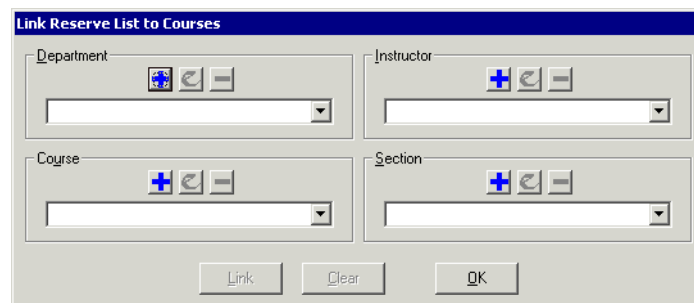 Link Reserve List to Courses
Department
Instructor
Course
Section
Link
Clear
OK